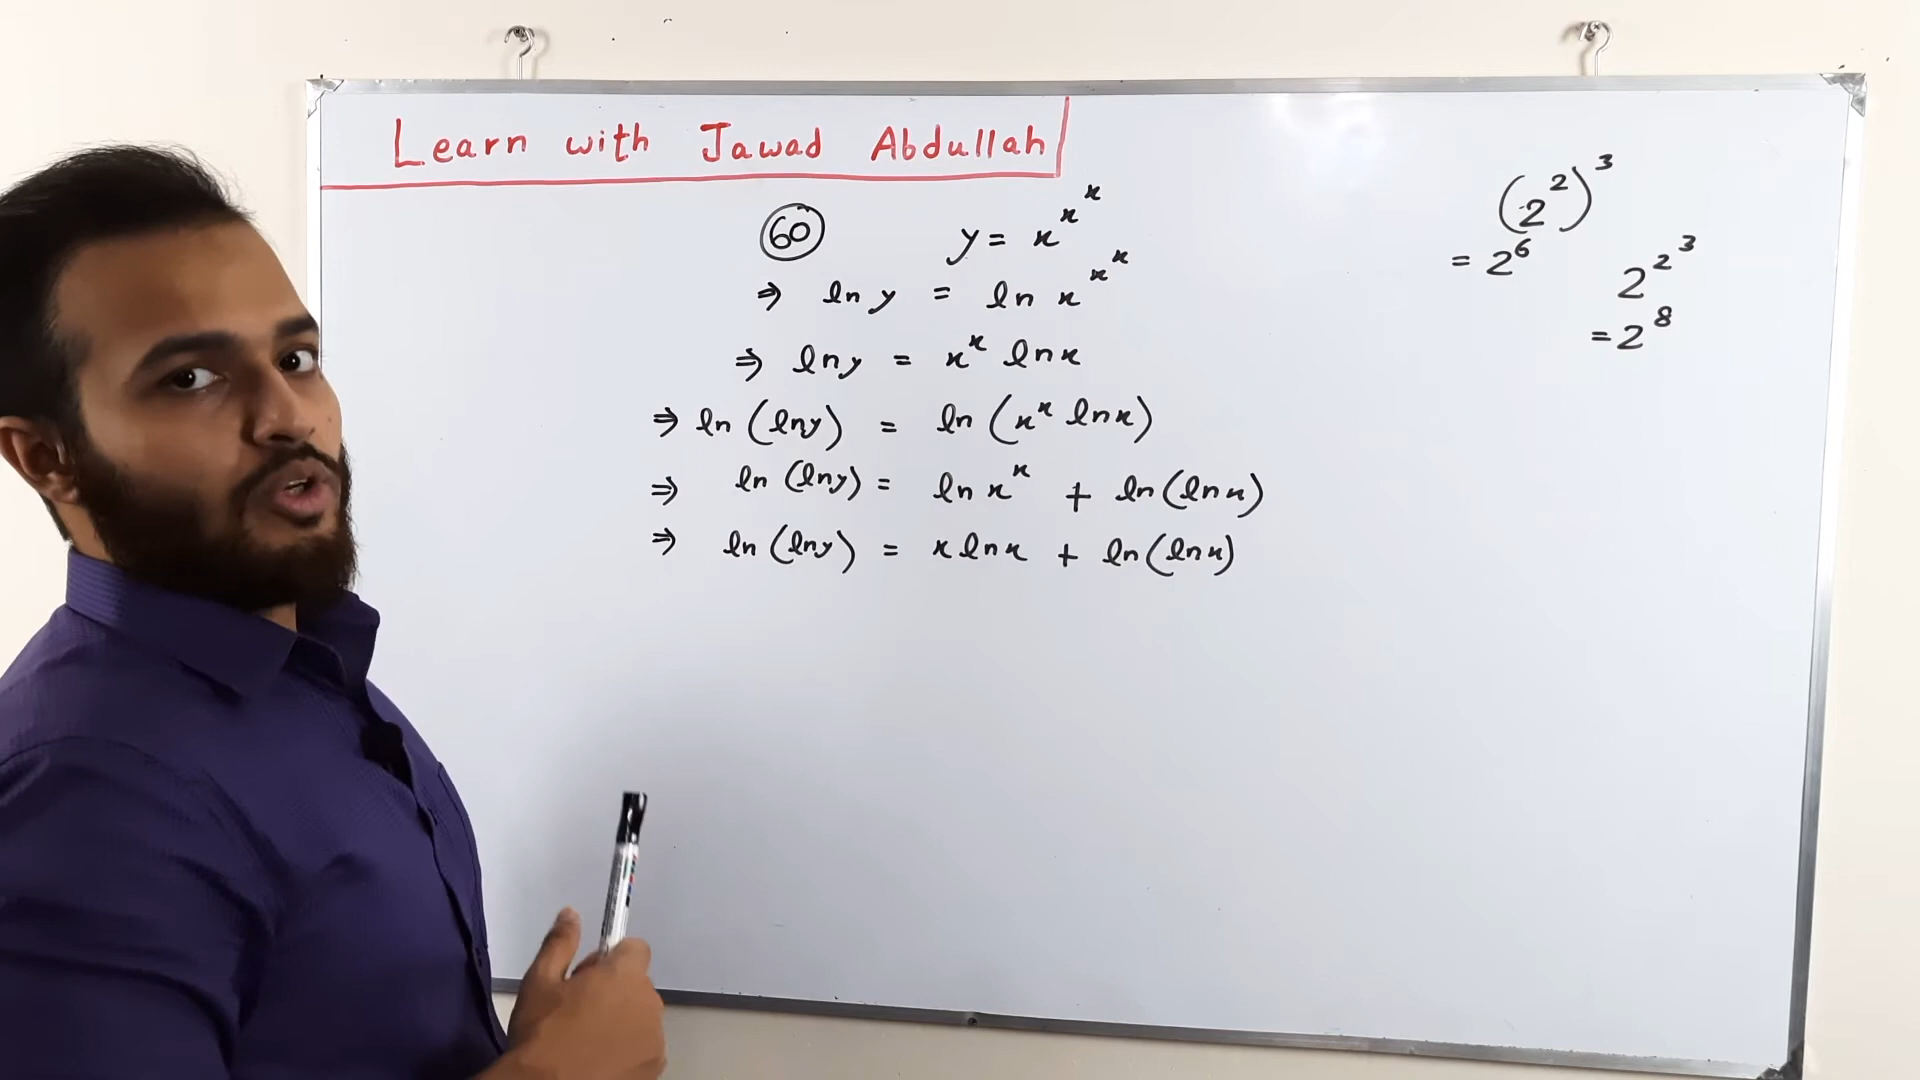 Learn with Jawad Abdullah
60 y = x^x^x
⇒ ln y = ln x^x^x
⇒ ln y = x^x ln x
⇒ ln (ln y) = ln (x^x ln x)
⇒ ln (ln y) = ln x^x + ln (ln x)
⇒ ln (ln y) = x ln x + ln (ln x)
(2^2)^3
= 2^6
2^2^3
= 2^8